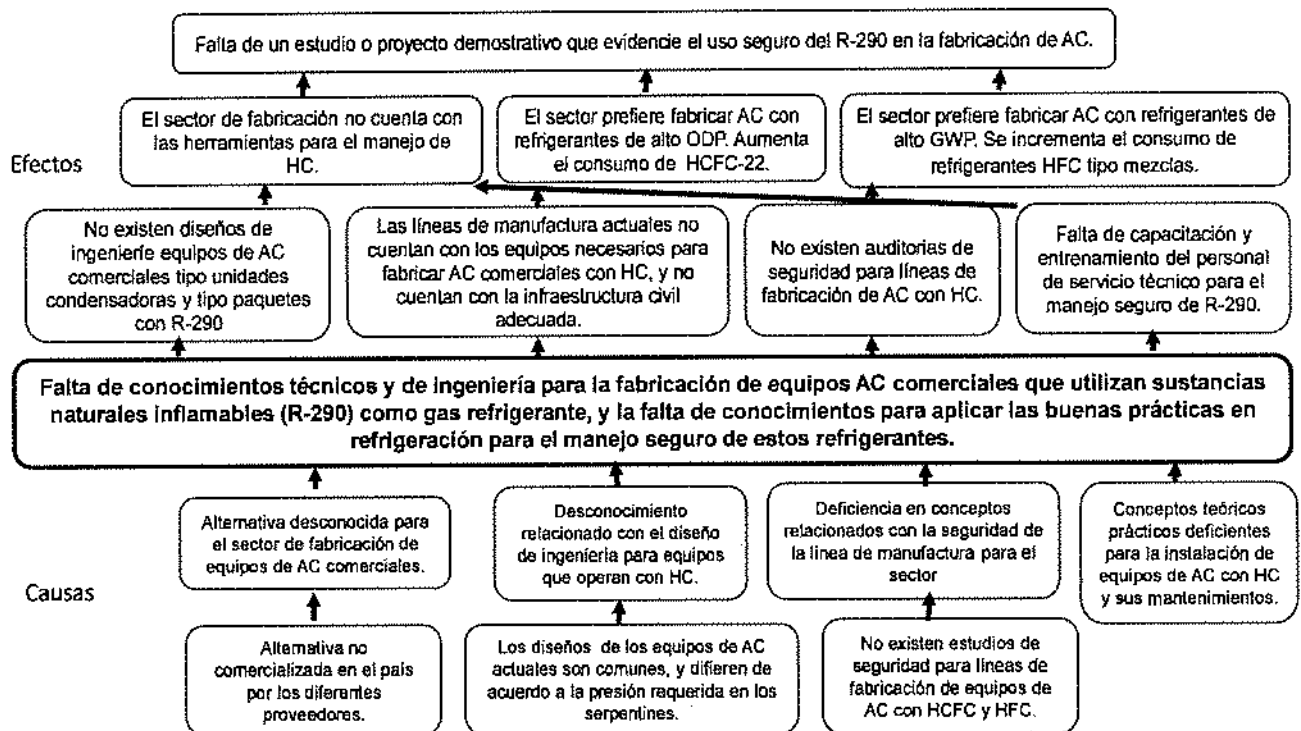 Falta de un estudio o proyecto demostrativo que evidencie el uso seguro del R-290 en la fabricación de AC.
El sector de fabricación no cuenta con
las herramientas para el manejo de
HC.
El sector prefiere fabricar AC con
refrigerantes de alto ODP. Aumenta
el consumo de HCFC-22.
El sector prefiere fabricar AC con refrigerantes de
alto GWP. Se incrementa el consumo de
refrigerantes HFC tipo mezclas.
Efectos
No existen diseños de
ingeniería equipos de AC
comerciales tipo unidades
condensadoras y tipo paquetes
con R-290
Las líneas de manufactura actuales no
cuentan con los equipos necesarios para
fabricar AC comerciales con HC, y no
cuentan con la infraestructura civil
adecuada.
No existen auditorias de
seguridad para líneas de
fabricación de AC con HC.
Falta de capacitación y
entrenamiento del personal
de servicio técnico para el
manejo seguro de R-290.
Falta de conocimientos técnicos y de ingeniería para la fabricación de equipos AC comerciales que utilizan sustancias
naturales inflamables (R-290) como gas refrigerante, y la falta de conocimientos para aplicar las buenas prácticas en
refrigeración para el manejo seguro de estos refrigerantes.
Alternativa desconocida para
el sector de fabricación de
equipos de AC comerciales.
Desconocimiento
relacionado con el diseño
de ingeniería para equipos
que operan con HC.
Deficiencia en conceptos
relacionados con la seguridad de
la línea de manufactura para el
sector
Conceptos teóricos
prácticos deficientes
para la instalación de
equipos de AC con HC
y sus mantenimientos.
Causas
Alternativa no
comercializada en el país
por los diferentes
proveedores.
Los diseños de los equipos de AC
actuales son comunes, y difieren de
acuerdo a la presión requerida en los
serpentines.
No existen estudios de
seguridad para líneas de
fabricación de equipos de
AC con HCFC y HFC.